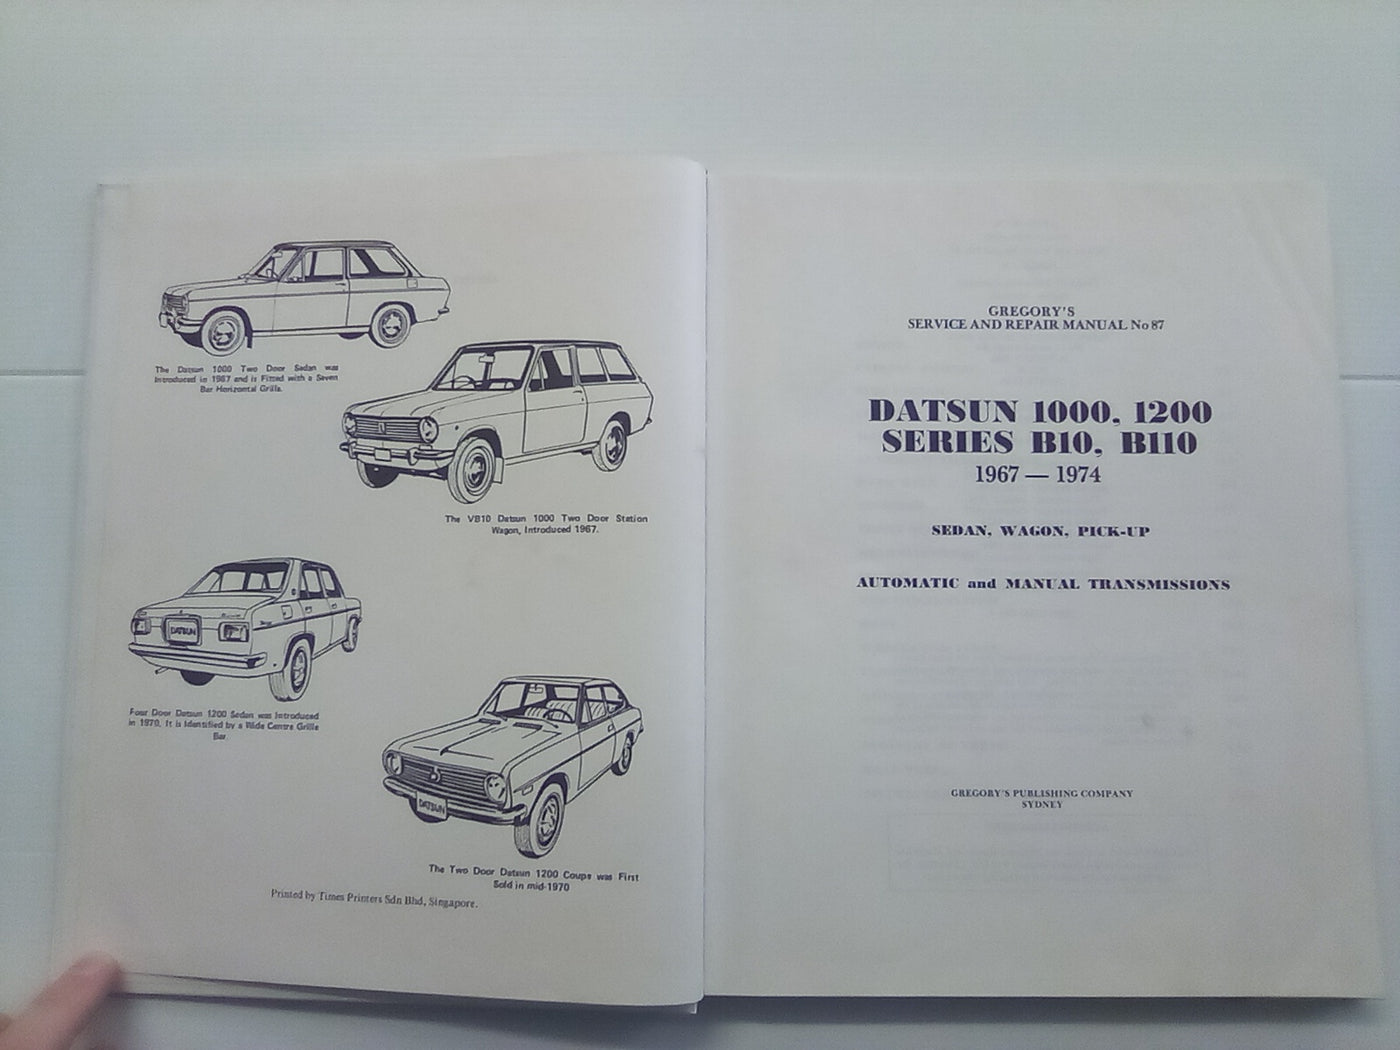 The Datsun 1000 Two Door Sedan was
Introduced in 1967 and is Fitted with a Seven
Bar Horizontal Grille.
The VB10 Datsun 1000 Two Door Station
Wagon, Introduced 1967.
DATSUN
Four Door Datsun 1200 Sedan was Introduced
in 1970. It is Identified by a Wide Centre Grille
Bar.
DATSUN
The Two Door Datsun 1200 Coupe was First
Sold in mid-1970
Printed by Times Printers Sdn Bhd, Singapore.
GREGORY'S
SERVICE AND REPAIR MANUAL No 87
DATSUN 1000, 1200
SERIES B10, B110
1967 — 1974
SEDAN, WAGON, PICK-UP
AUTOMATIC and MANUAL TRANSMISSIONS
GREGORY'S PUBLISHING COMPANY
SYDNEY